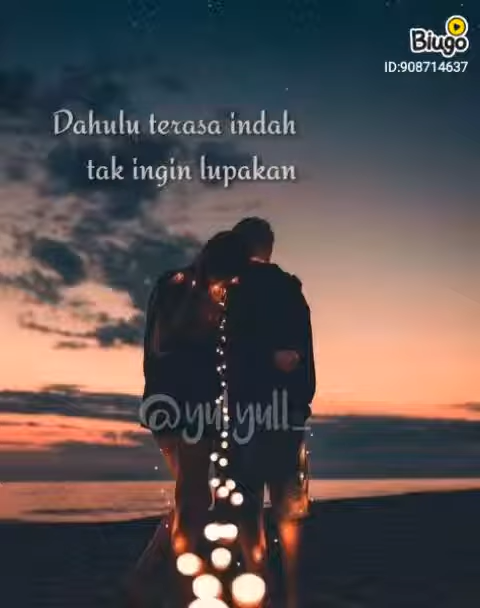 Biugo
ID:908714637
Dahulu terasa indah
tak ingin lupakan
@yulyull_